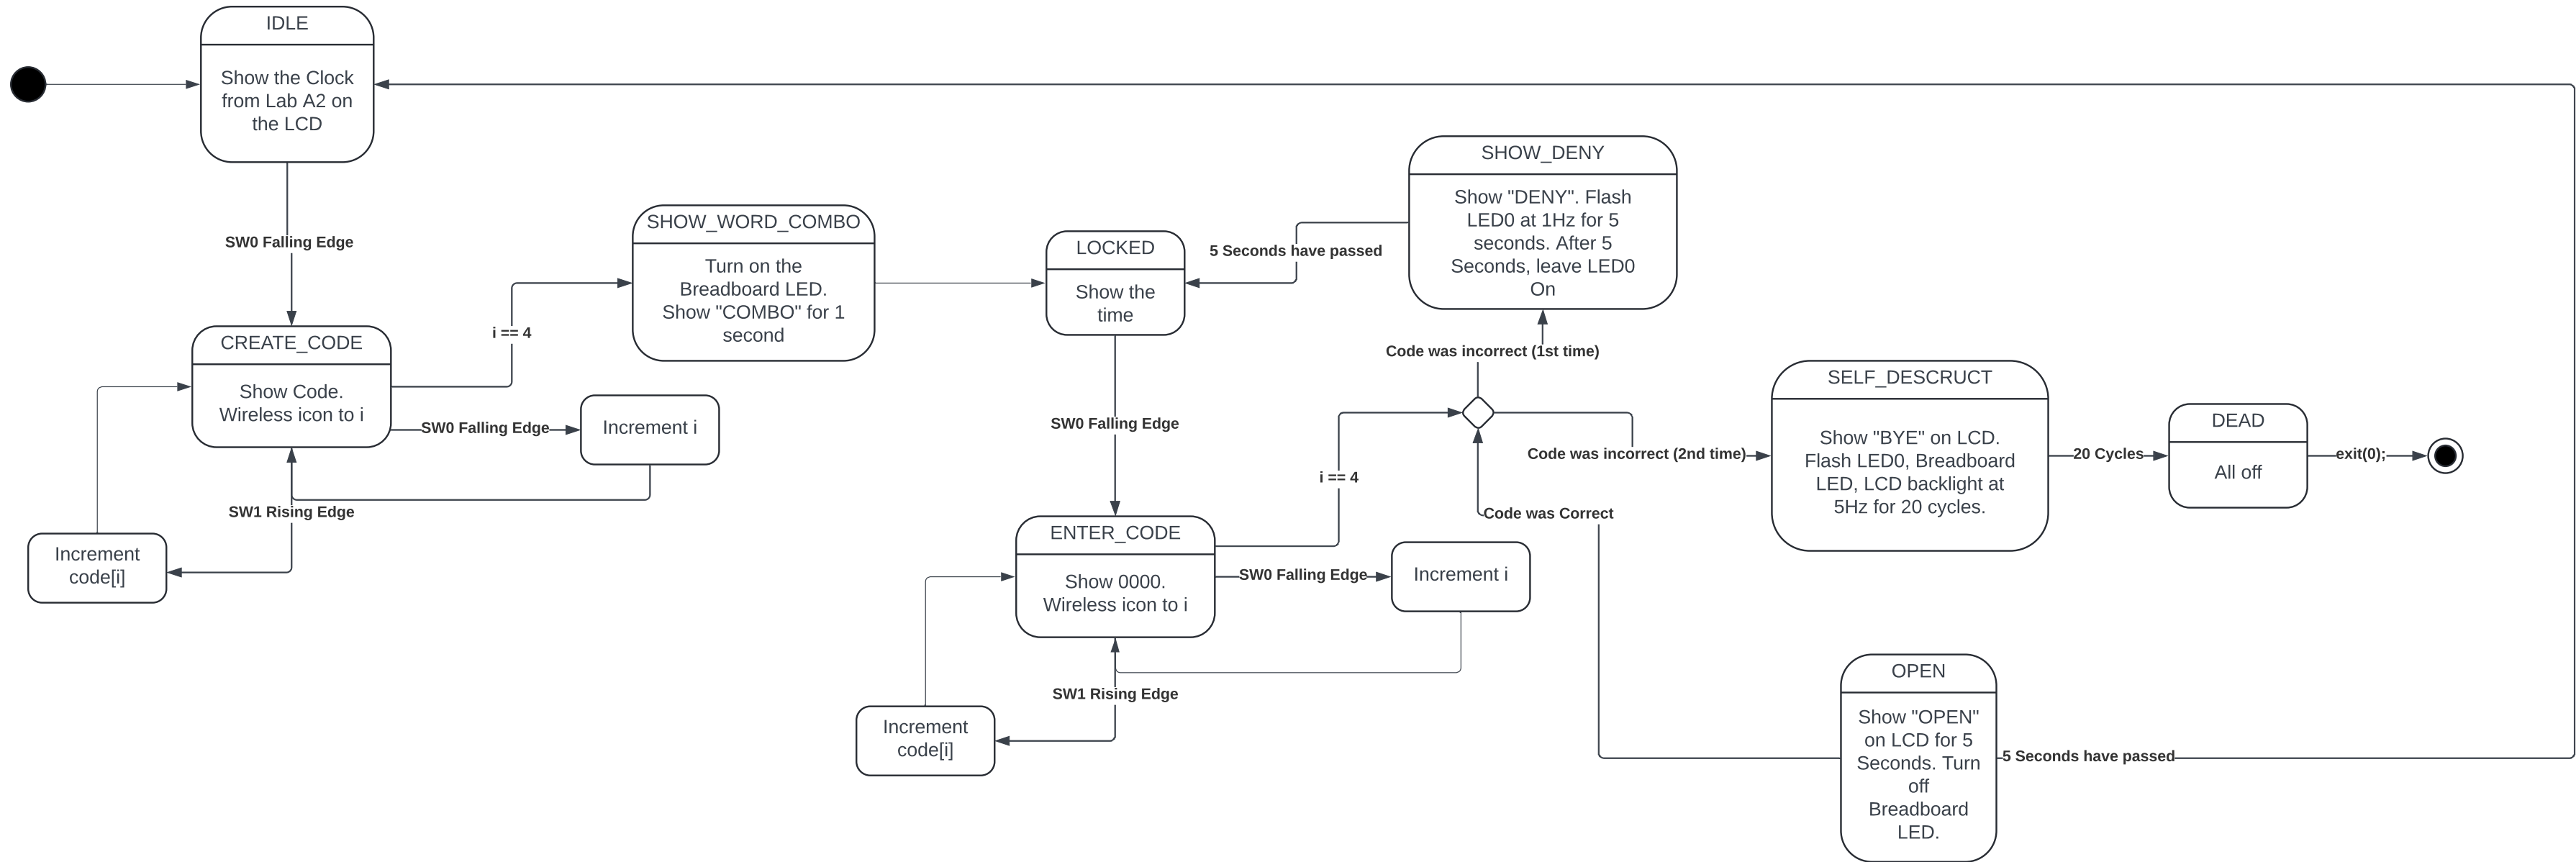 IDLE
Show the Clock
from Lab A2 on
the LCD
SW0 Falling Edge
CREATE_CODE
Show Code.
Wireless icon to i
SW0 Falling Edge
Increment i
SW1 Rising Edge
Increment
code[i]
i == 4
SHOW_WORD_COMBO
Turn on the
Breadboard LED.
Show "COMBO" for 1
second
LOCKED
Show the
time
5 Seconds have passed
SHOW_DENY
Show "DENY". Flash
LED0 at 1Hz for 5
seconds. After 5
Seconds, leave LED0
On
Code was incorrect (1st time)
SW0 Falling Edge
ENTER_CODE
Show 0000.
Wireless icon to i
i == 4
SW0 Falling Edge
Increment i
SW1 Rising Edge
Increment
code[i]
Code was incorrect (2nd time)
Code was Correct
SELF_DESCRUCT
Show "BYE" on LCD.
Flash LED0, Breadboard
LED, LCD backlight at
5Hz for 20 cycles.
20 Cycles
DEAD
All off
exit(0);
OPEN
Show "OPEN"
on LCD for 5
Seconds. Turn
off
Breadboard
LED.
5 Seconds have passed